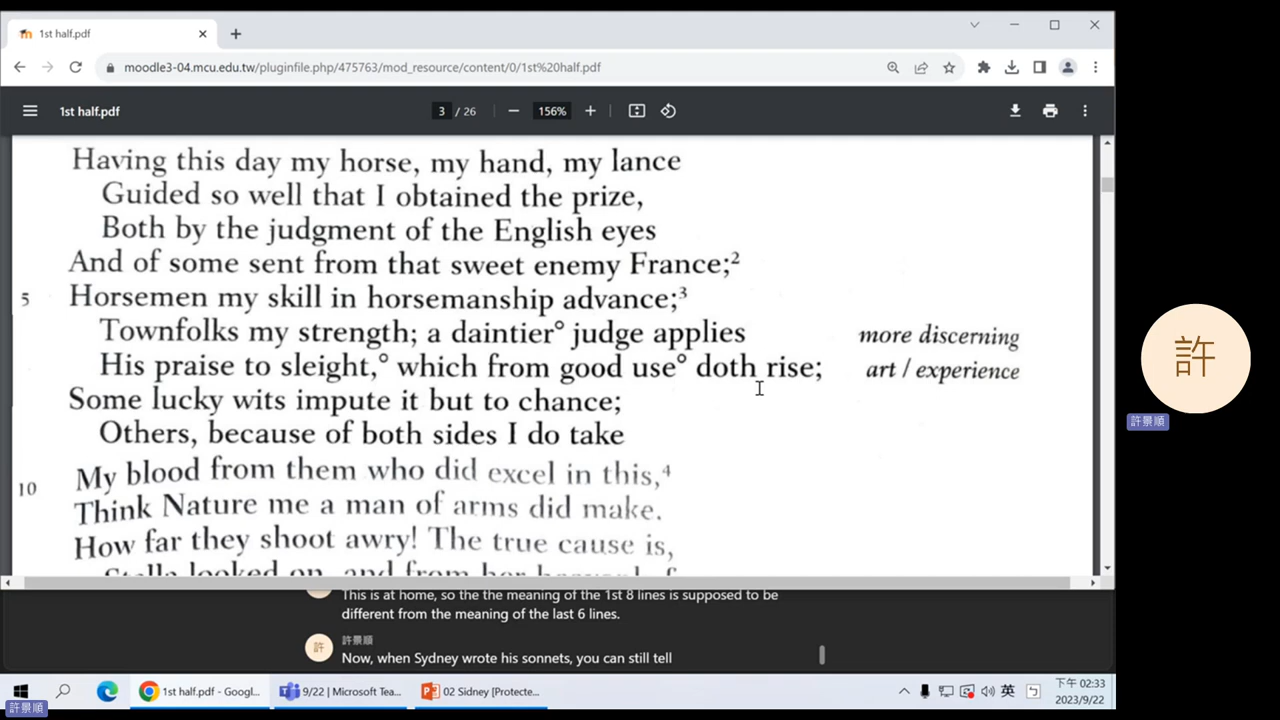 1st half.pdf
moodle3-04.mcu.edu.tw/pluginfile.php/475763/mod_resource/content/0/1st%20half.pdf
1st half.pdf
3 / 26
156%
Having this day my horse, my hand, my lance
Guided so well that I obtained the prize,
Both by the judgment of the English eyes
And of some sent from that sweet enemy France;²
5 Horsemen my skill in horsemanship advance;³
Townfolks my strength; a daintier° judge applies more discerning
His praise to sleight,° which from good use° doth rise; art / experience
Some lucky wits impute it but to chance;
Others, because of both sides I do take
10 My blood from them who did excel in this,⁴
Think Nature me a man of arms did make.
How far they shoot awry! The true cause is,
Stella looked on, and from her
許
許景順
This is at home, so the the meaning of the 1st 8 lines is supposed to be
different from the meaning of the last 6 lines.
許
許景順
Now, when Sydney wrote his sonnets, you can still tell
1st half.pdf - Googl...
9/22 | Microsoft Tea...
02 Sidney [Protecte...
英
下午 02:33
2023/9/22
許景順